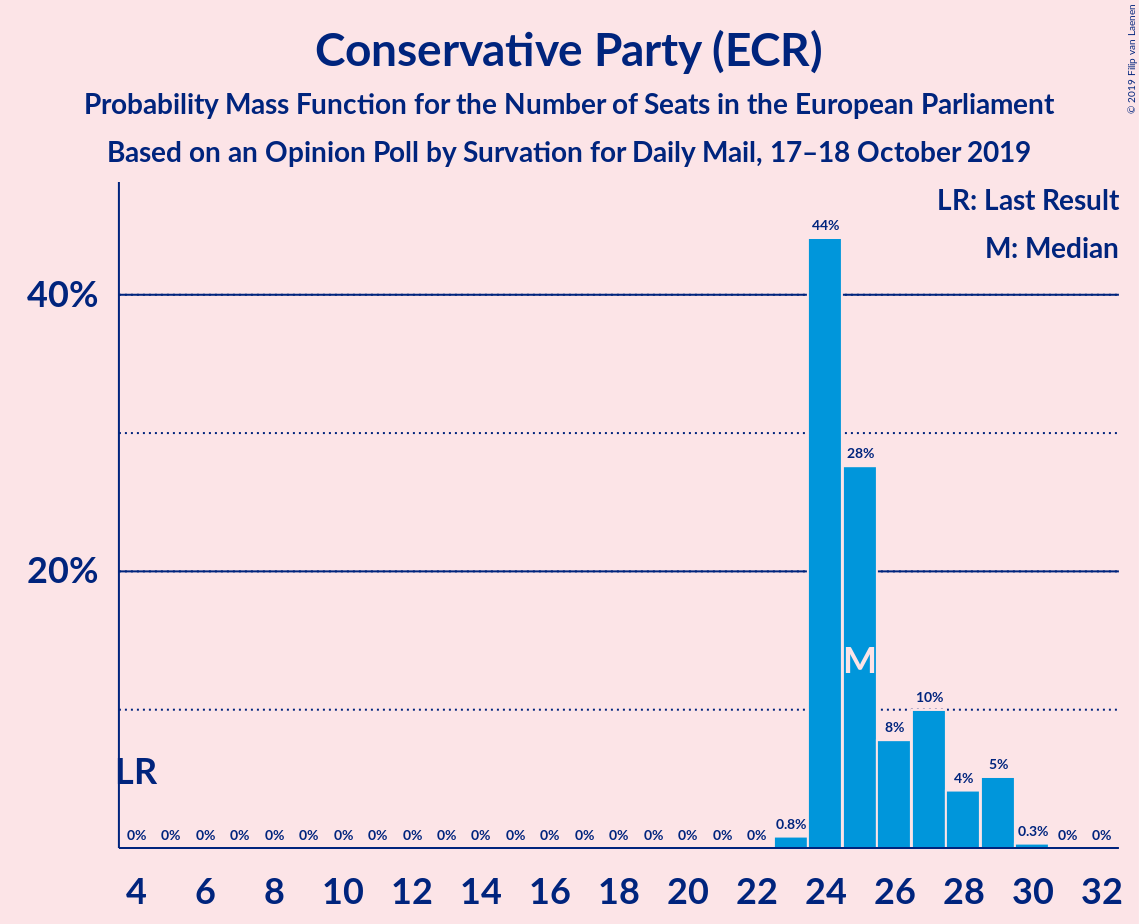 Conservative Party (ECR)
Probability Mass Function for the Number of Seats in the European Parliament
Based on an Opinion Poll by Survation for Daily Mail, 17–18 October 2019
© 2019 Filip van Laenen
LR: Last Result
M: Median
44%
40%
28%
20%
M
10%
8%
LR
5%
4%
0% 0% 0% 0% 0% 0% 0% 0% 0% 0% 0% 0% 0% 0% 0% 0% 0% 0% 0% 0.8% 0.3% 0% 0%
4 6 8 10 12 14 16 18 20 22 24 26 28 30 32